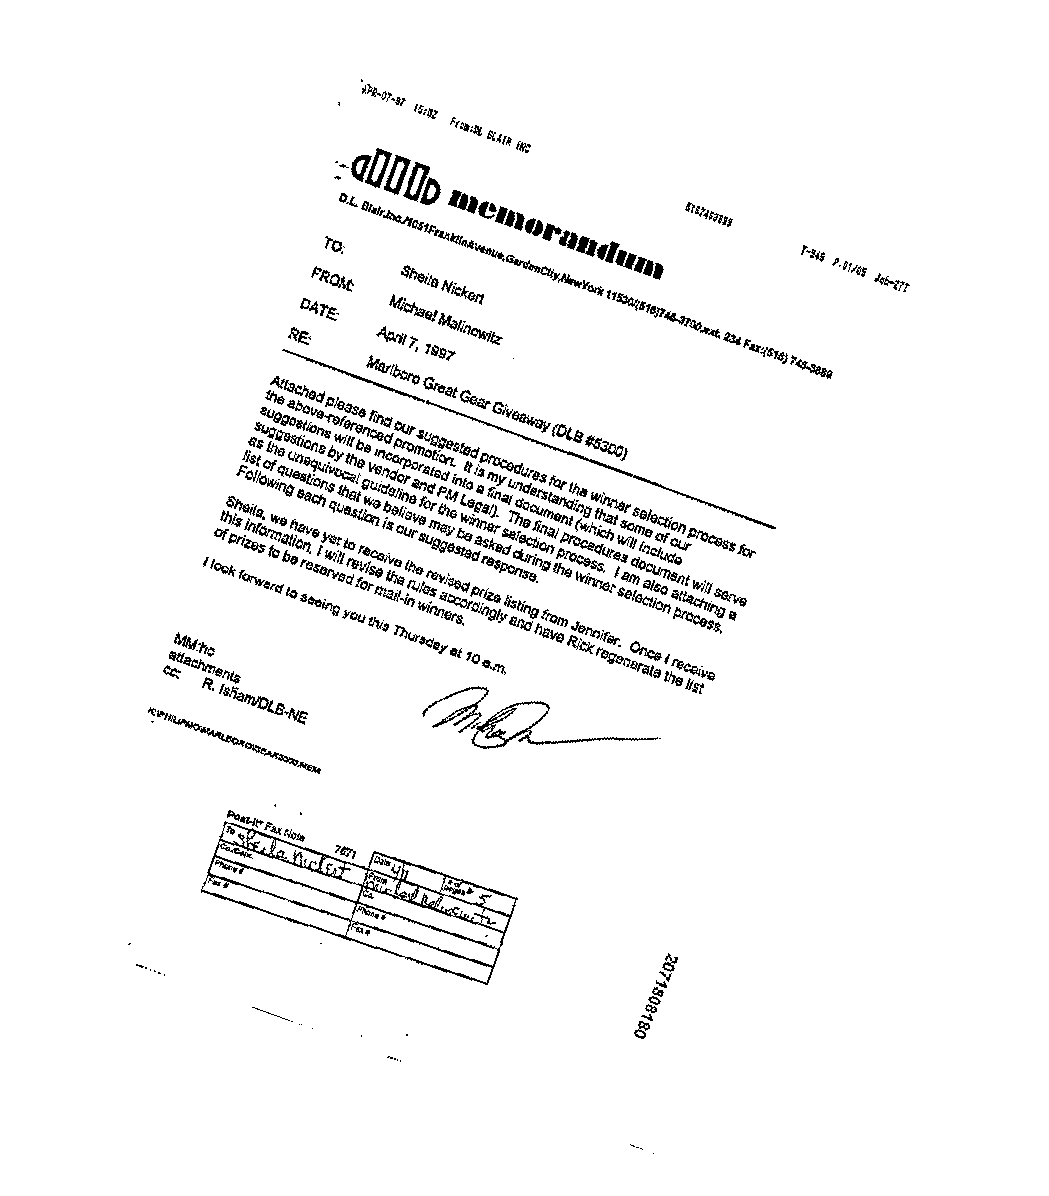 APR-07-97 15:02 From:DL BLAIR INC 5167463889 T-949 P.01/05 Job-277
memorandum
D.L. Blair,Inc./1051FranklinAvenue,GardenCity,NewYork 11530/(516)746-3700,ext. 234 Fax:(516) 746-3889
TO: Sheila Nickert
FROM: Michael Malinowitz
DATE: April 7, 1997
RE: Marlboro Great Gear Giveaway (DLB #5300)
Attached please find our suggested procedures for the winner selection process for
the above-referenced promotion. It is my understanding that some of our
suggestions will be incorporated into a final document (which will include
suggestions by the vendor and PM Legal). The final procedures document will serve
as the unequivocal guideline for the winner selection process. I am also attaching a
list of questions that we believe may be asked during the winner selection process.
Following each question is our suggested response.
Sheila, we have yet to receive the revised prize listing from Jennifer. Once I receive
this information, I will revise the rules accordingly and have Rick regenerate the list
of prizes to be reserved for mail-in winners.
I look forward to seeing you this Thursday at 10 a.m.
MM
attachments
cc: R. Isham/DLB-NE
Post-It® Fax Note 7671
To Sheila Nickert
Date 4/7
# of pages 5
Co./Dept.
From Michael Malinowitz
Co.
Phone #
Phone #
Fax #
Fax #
2071808180